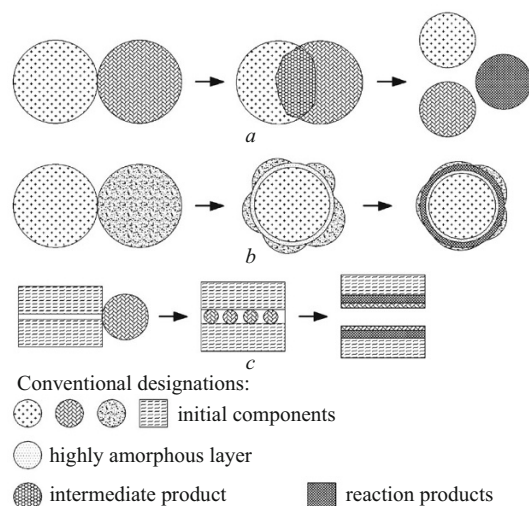 a
b
c
Conventional designations:
initial components
highly amorphous layer
intermediate product
reaction products